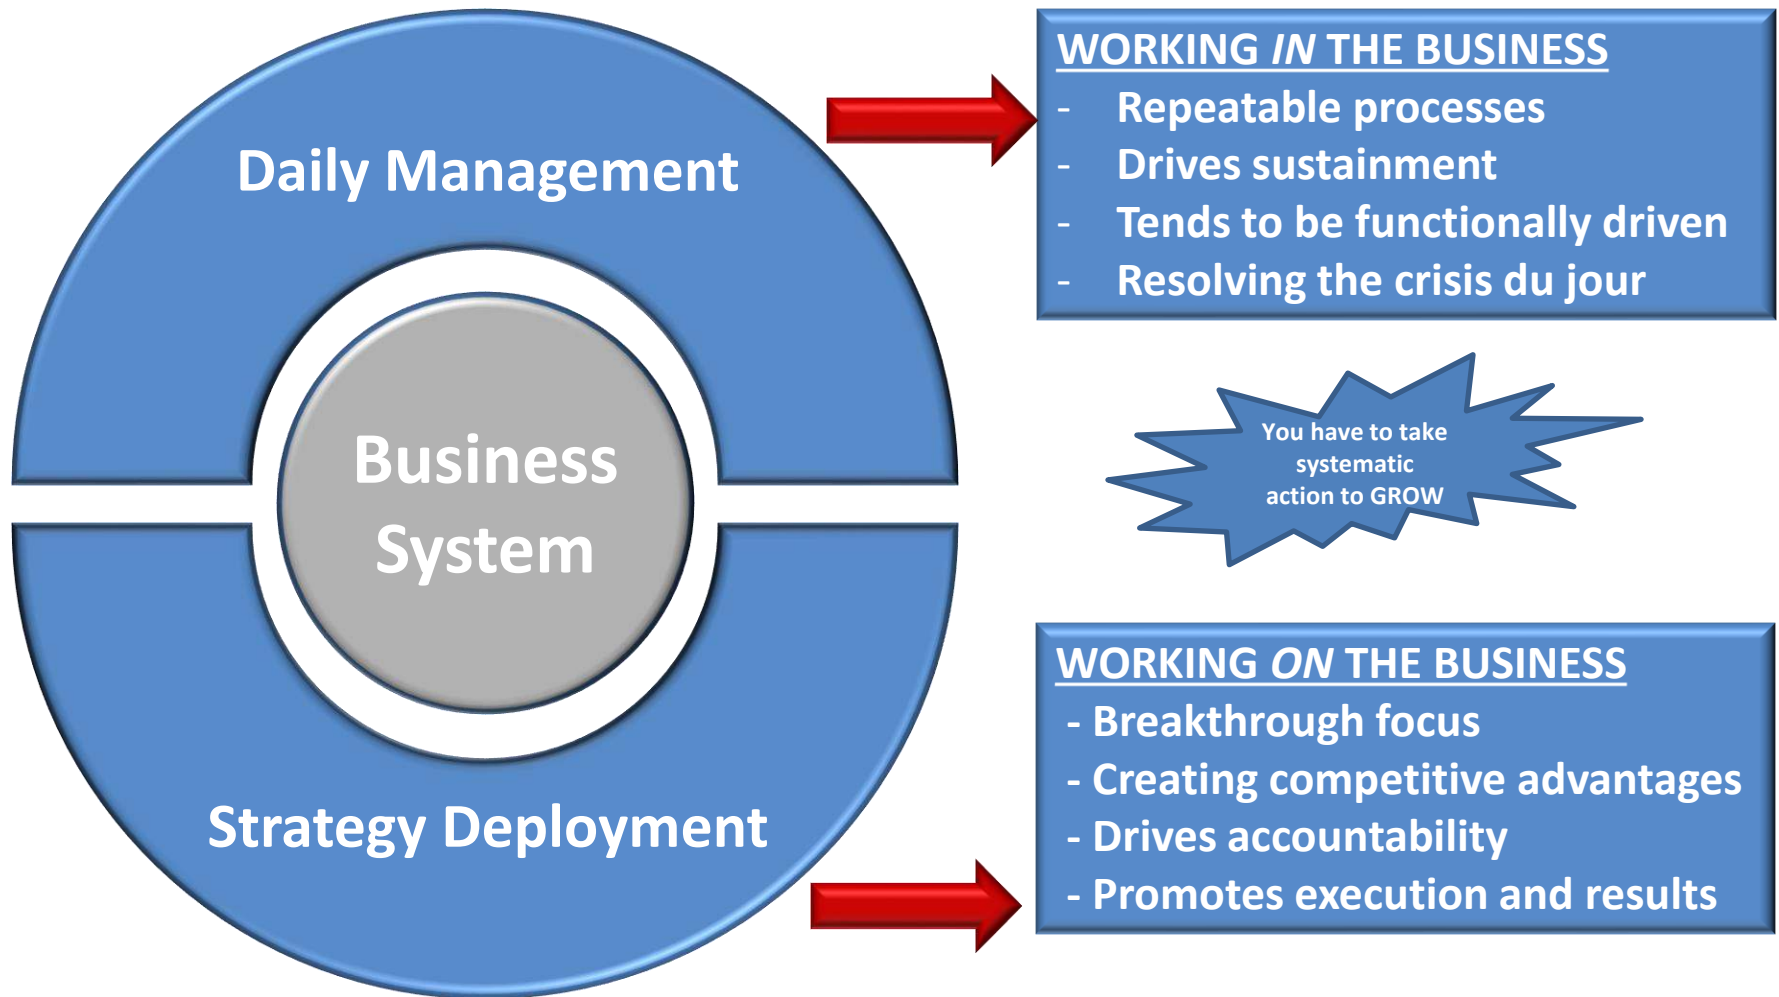 Daily Management
Business
System
Strategy Deployment
WORKING IN THE BUSINESS
- Repeatable processes
- Drives sustainment
- Tends to be functionally driven
- Resolving the crisis du jour
You have to take
systematic
action to GROW
WORKING ON THE BUSINESS
- Breakthrough focus
- Creating competitive advantages
- Drives accountability
- Promotes execution and results